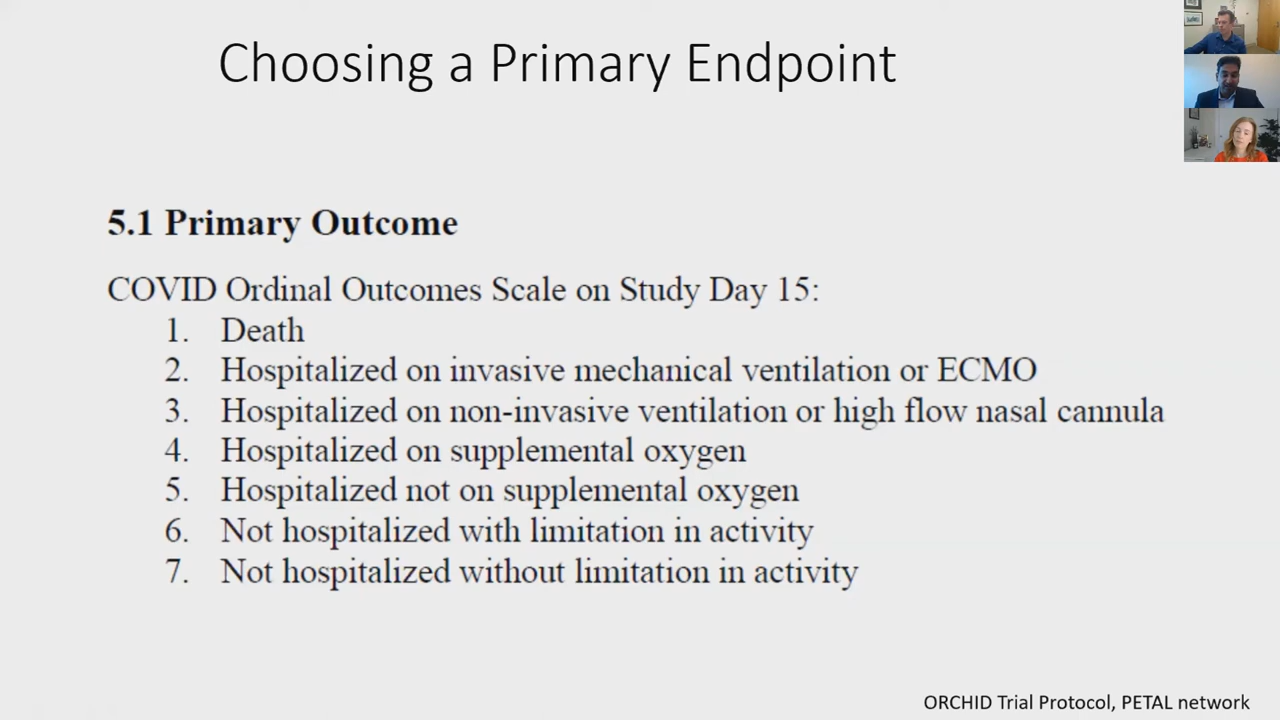 Choosing a Primary Endpoint
5.1 Primary Outcome
COVID Ordinal Outcomes Scale on Study Day 15:
1. Death
2. Hospitalized on invasive mechanical ventilation or ECMO
3. Hospitalized on non-invasive ventilation or high flow nasal cannula
4. Hospitalized on supplemental oxygen
5. Hospitalized not on supplemental oxygen
6. Not hospitalized with limitation in activity
7. Not hospitalized without limitation in activity
ORCHID Trial Protocol, PETAL network